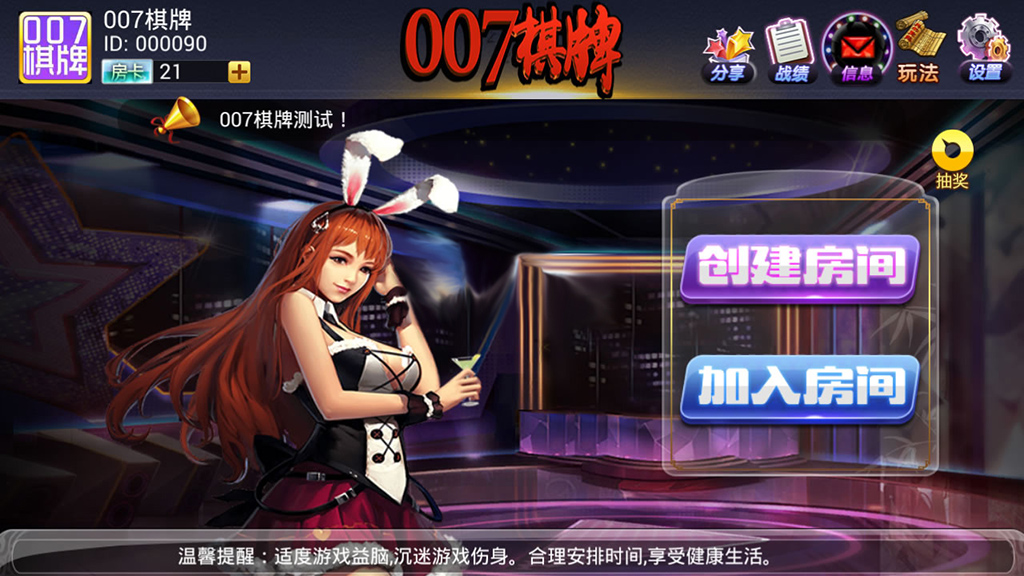 007棋牌
007棋牌
ID: 000090
房卡 21
007棋牌
分享
战绩
信息
玩法
设置
007棋牌测试！
抽奖
创建房间
加入房间
温馨提醒：适度游戏益脑,沉迷游戏伤身。合理安排时间,享受健康生活。